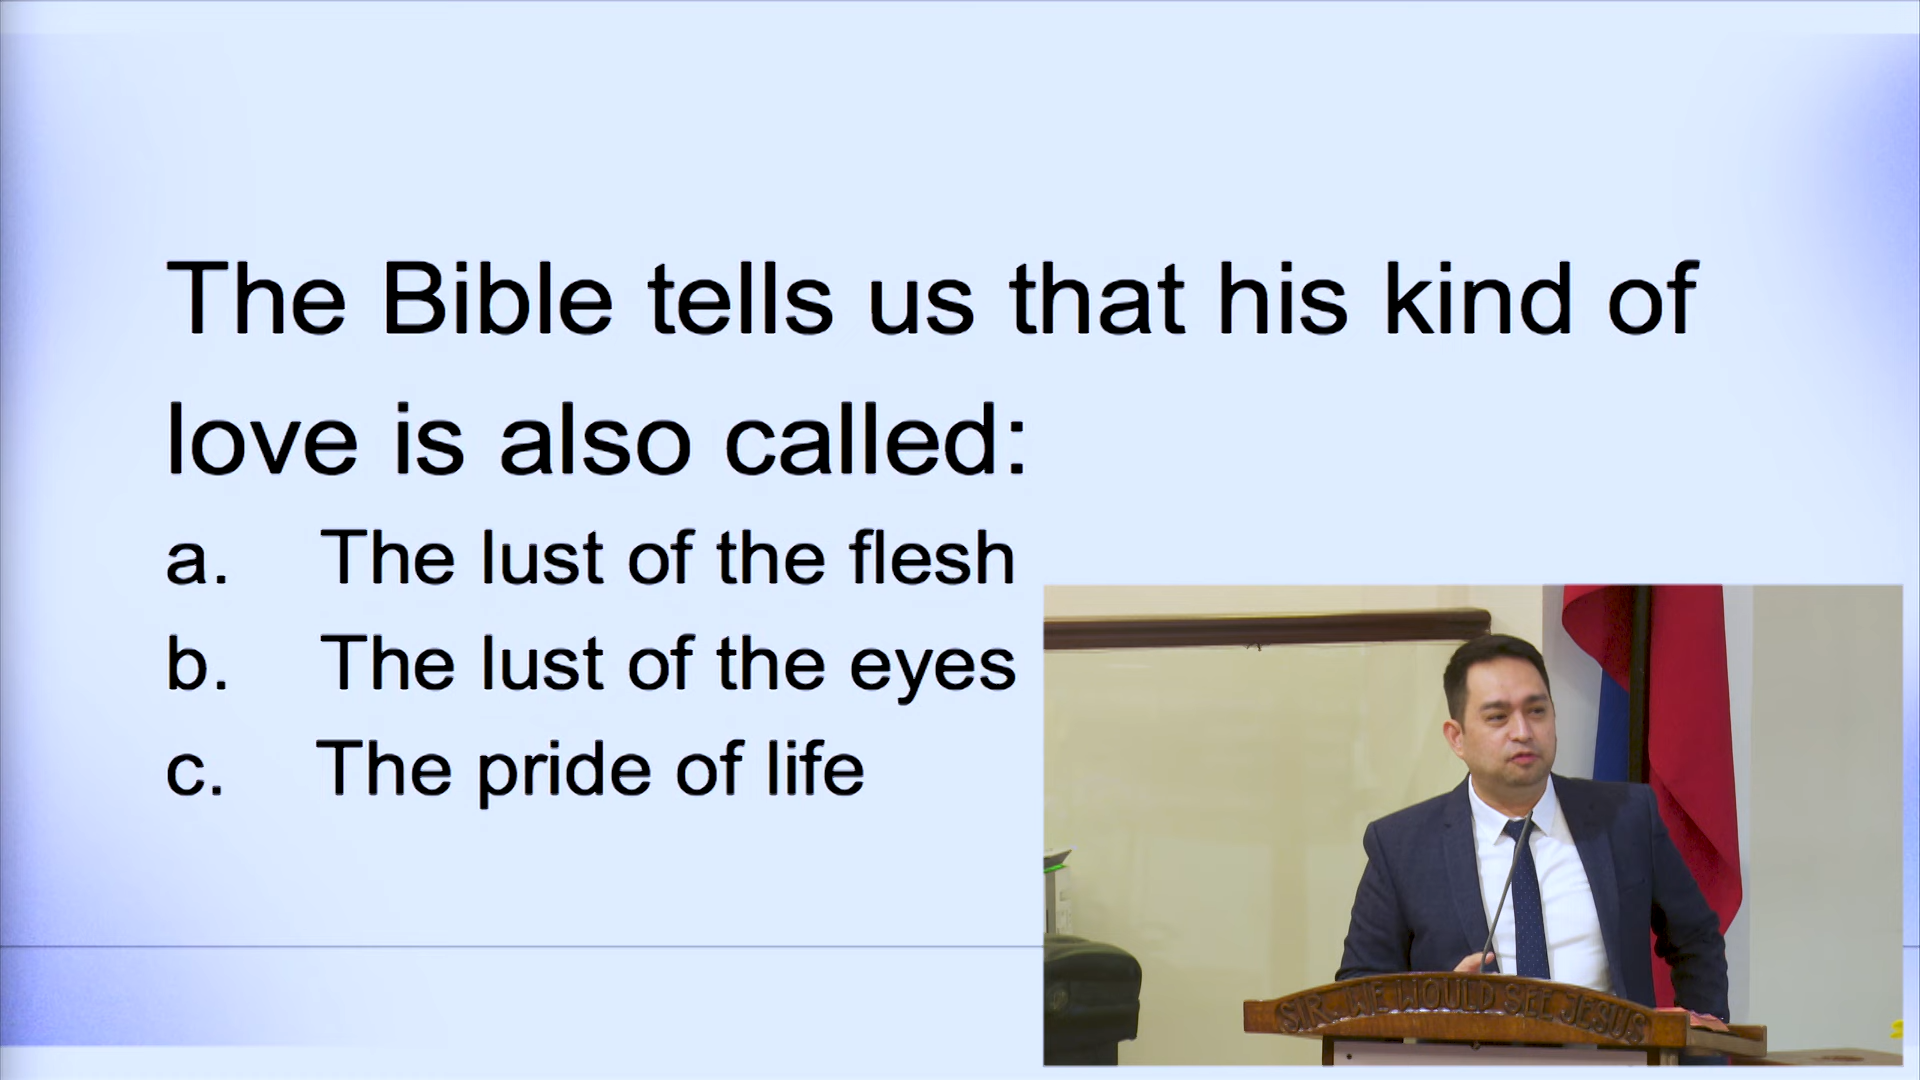 The Bible tells us that his kind of
love is also called:
a. The lust of the flesh
b. The lust of the eyes
c. The pride of life
SIR, WE WOULD SEE JESUS